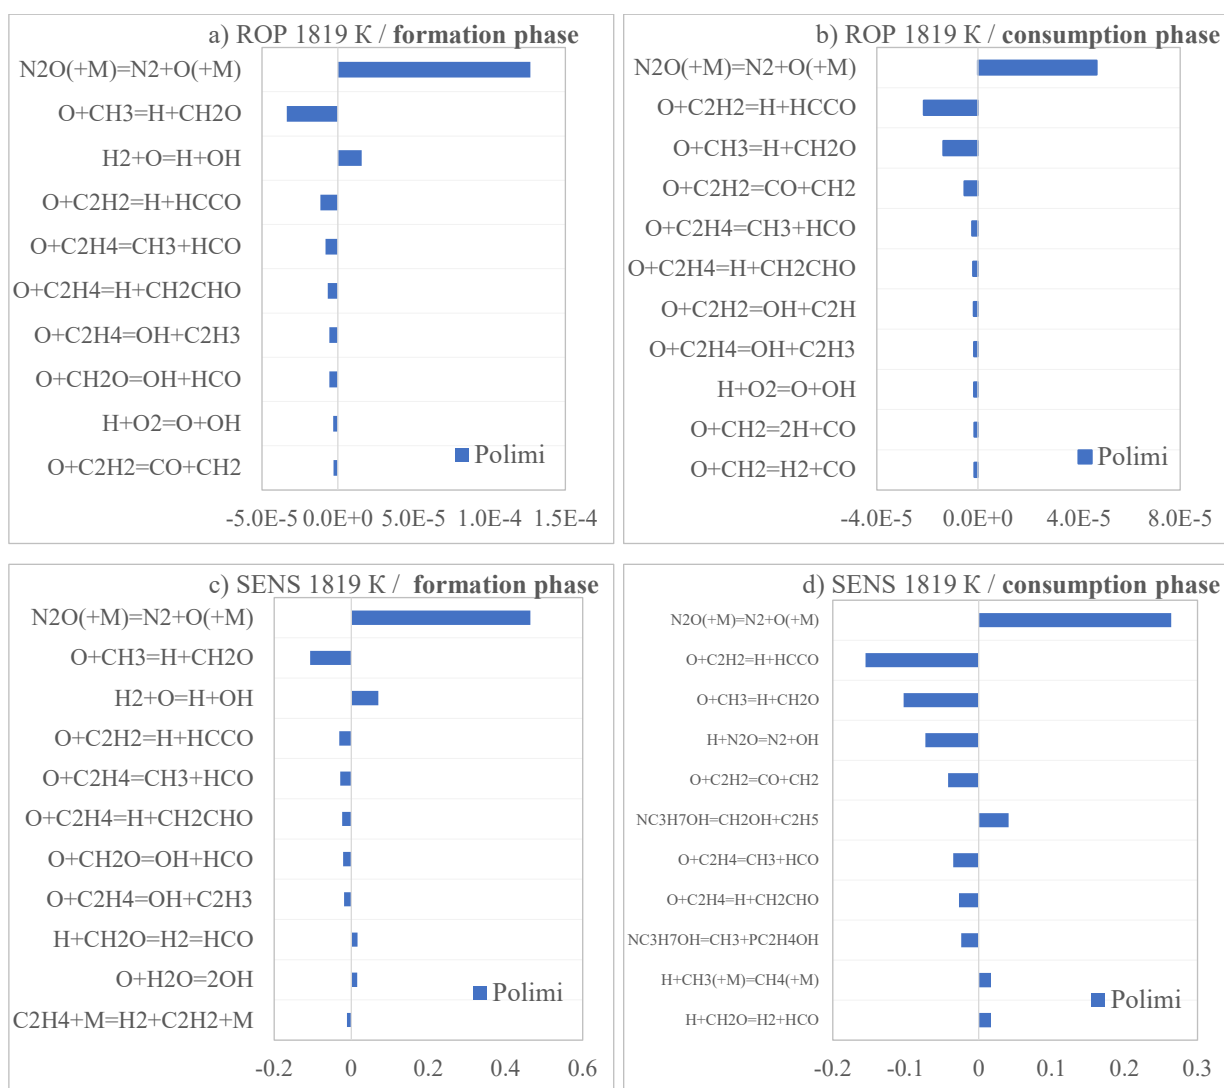 a) ROP 1819 K / formation phase
N2O(+M)=N2+O(+M)
O+CH3=H+CH2O
H2+O=H+OH
O+C2H2=H+HCCO
O+C2H4=CH3+HCO
O+C2H4=H+CH2CHO
O+C2H4=OH+C2H3
O+CH2O=OH+HCO
H+O2=O+OH
O+C2H2=CO+CH2
Polimi
-5.0E-5 0.0E+0 5.0E-5 1.0E-4 1.5E-4
b) ROP 1819 K / consumption phase
N2O(+M)=N2+O(+M)
O+C2H2=H+HCCO
O+CH3=H+CH2O
O+C2H2=CO+CH2
O+C2H4=CH3+HCO
O+C2H4=H+CH2CHO
O+C2H2=OH+C2H
O+C2H4=OH+C2H3
H+O2=O+OH
O+CH2=2H+CO
O+CH2=H2+CO
Polimi
-4.0E-5 0.0E+0 4.0E-5 8.0E-5
c) SENS 1819 K / formation phase
N2O(+M)=N2+O(+M)
O+CH3=H+CH2O
H2+O=H+OH
O+C2H2=H+HCCO
O+C2H4=CH3+HCO
O+C2H4=H+CH2CHO
O+CH2O=OH+HCO
O+C2H4=OH+C2H3
H+CH2O=H2=HCO
O+H2O=2OH
C2H4+M=H2+C2H2+M
Polimi
-0.2 0 0.2 0.4 0.6
d) SENS 1819 K / consumption phase
N2O(+M)=N2+O(+M)
O+C2H2=H+HCCO
O+CH3=H+CH2O
H+N2O=N2+OH
O+C2H2=CO+CH2
NC3H7OH=CH2OH+C2H5
O+C2H4=CH3+HCO
O+C2H4=H+CH2CHO
NC3H7OH=CH3+PC2H4OH
H+CH3(+M)=CH4(+M)
H+CH2O=H2+HCO
Polimi
-0.2 -0.1 0 0.1 0.2 0.3